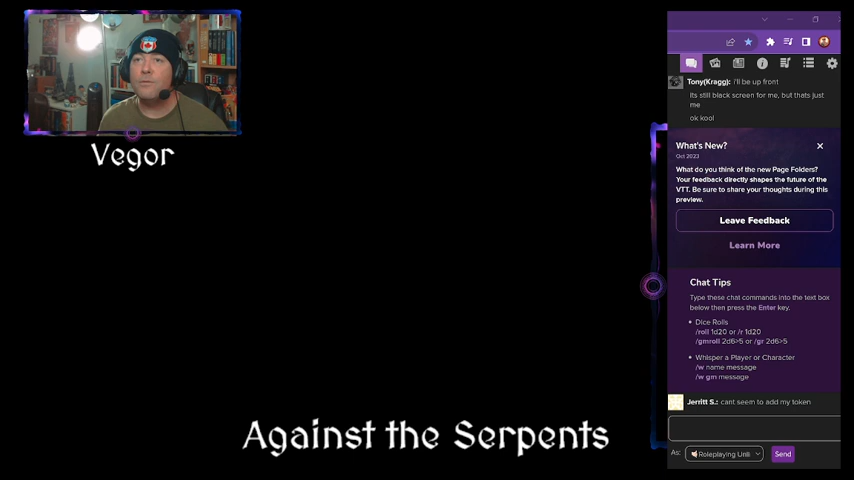 Vegor
Against the Serpents
Tony(Kragg): i'll be up front
Its still black screen for me, but thats just
me
ok kool
What's New?
Oct 2023
What do you think of the new Page Folders?
Your feedback directly shapes the future of the
VTT. Be sure to share your thoughts during this
preview.
Leave Feedback
Learn More
Chat Tips
Type these chat commands into the text box
below then press the Enter key.
• Dice Rolls
/roll 1d20 or /r 1d20
/gmroll 2d6>5 or /gr 2d6>5
• Whisper a Player or Character
/w name message
/w gm message
Jerritt S.: cant seem to add my token
As: Roleplaying Unli
Send